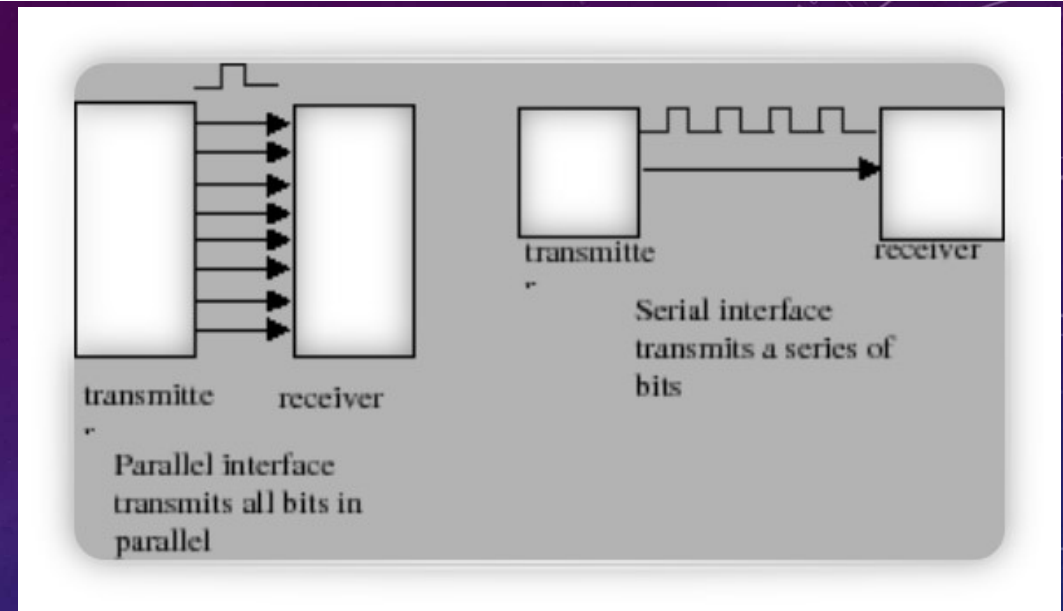 transmitte
r
receiver
Parallel interface
transmits all bits in
parallel
transmitte
r
receiver
Serial interface
transmits a series of
bits